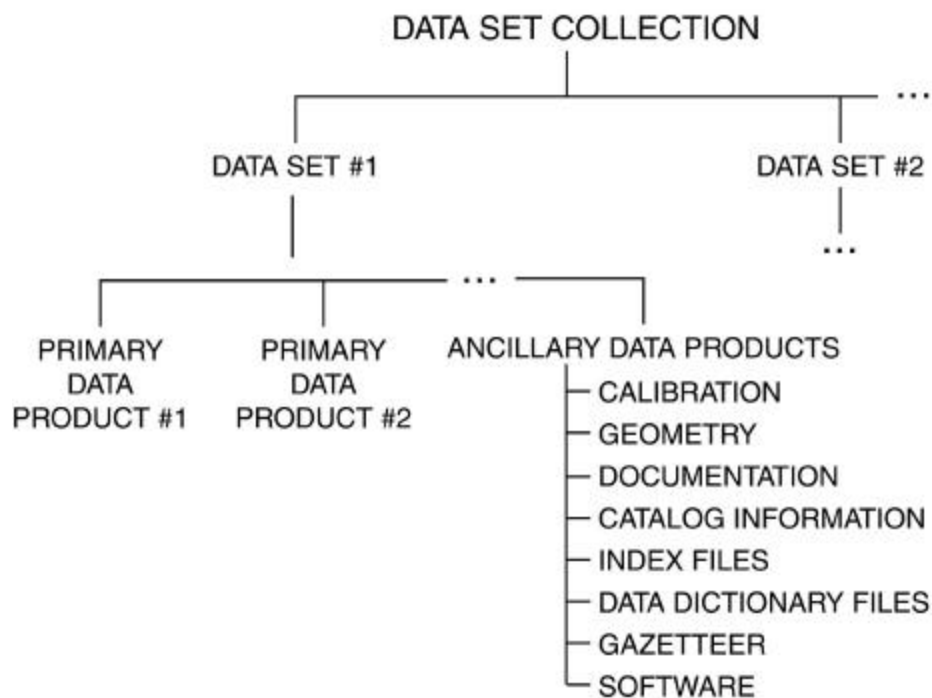 DATA SET COLLECTION
...
DATA SET #1
DATA SET #2
...
...
PRIMARY
DATA
PRODUCT #1
PRIMARY
DATA
PRODUCT #2
ANCILLARY DATA PRODUCTS
CALIBRATION
GEOMETRY
DOCUMENTATION
CATALOG INFORMATION
INDEX FILES
DATA DICTIONARY FILES
GAZETTEER
SOFTWARE